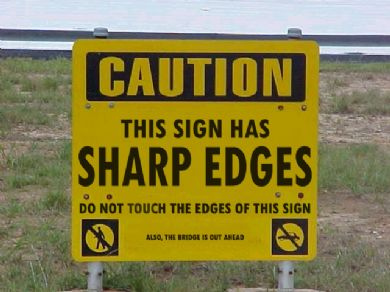 CAUTION
THIS SIGN HAS
SHARP EDGES
DO NOT TOUCH THE EDGES OF THIS SIGN
ALSO, THE BRIDGE IS OUT AHEAD